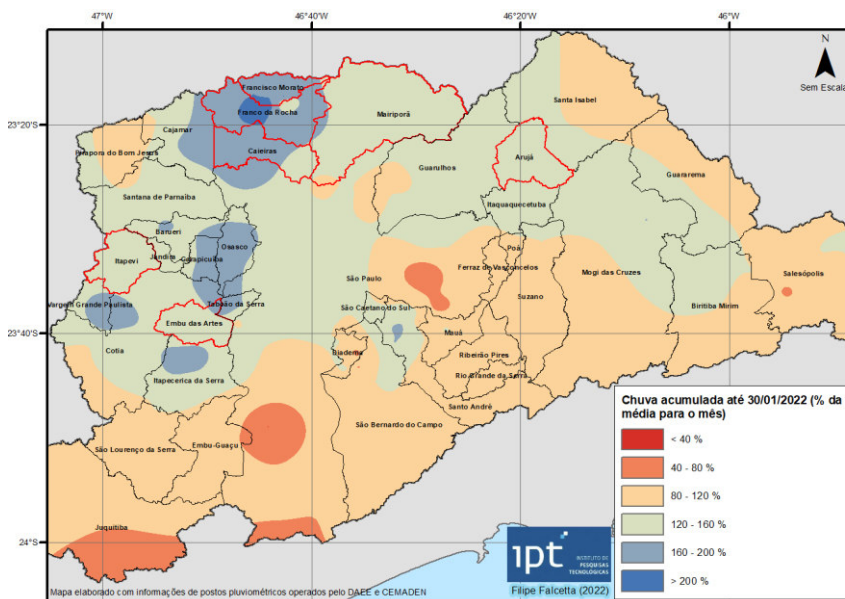 47°W
46°40'W
46°20'W
46°W
N
Sem Escala
23°20'S
23°40'S
24°S
Francisco Morato
Franco da Rocha
Mairiporã
Santa Isabel
Cajamar
Caieiras
Pirapora do Bom Jesus
Guarulhos
Arujá
Guararema
Santana de Parnaíba
Itaquaquecetuba
Barueri
Osasco
Poá
Itapevi
Jandira
Carapicuíba
São Paulo
Ferraz de Vasconcelos
Mogi das Cruzes
Salesópolis
Vargem Grande Paulista
Taboão da Serra
São Caetano do Sul
Suzano
Biritiba Mirim
Embu das Artes
Mauá
Cotia
Diadema
Ribeirão Pires
Itapecerica da Serra
Rio Grande da Serra
Santo André
São Bernardo do Campo
São Lourenço da Serra
Embu-Guaçu
Juquitiba
Chuva acumulada até 30/01/2022 (% da
média para o mês)
< 40 %
40 - 80 %
80 - 120 %
120 - 160 %
160 - 200 %
> 200 %
ipt
INSTITUTO DE
PESQUISAS
TECNOLÓGICAS
Filipe Falcetta (2022)
Mapa elaborado com informações de postos pluviométricos operados pelo DAEE e CEMADEN